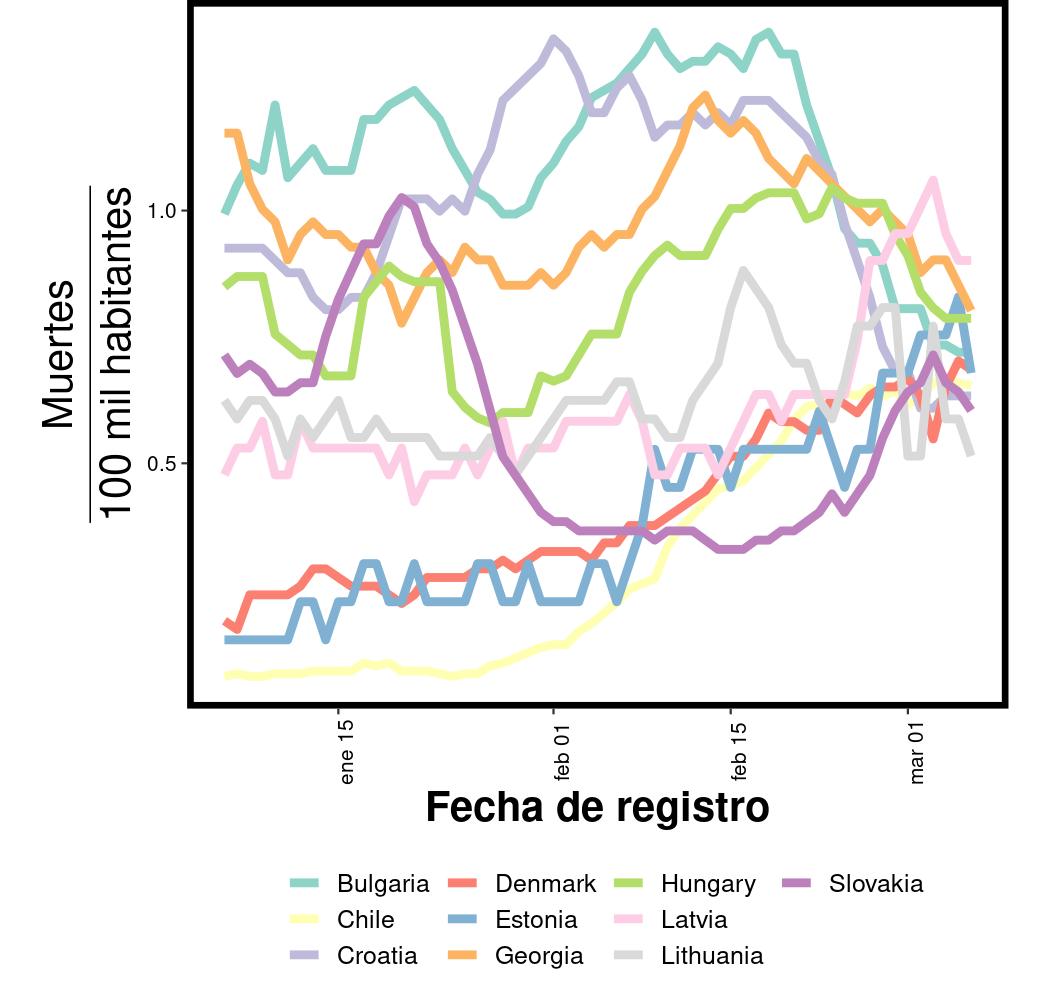 Muertes
100 mil habitantes
1.0
0.5
ene 15
feb 01
feb 15
mar 01
Fecha de registro
Bulgaria Denmark Hungary Slovakia
Chile Estonia Latvia
Croatia Georgia Lithuania